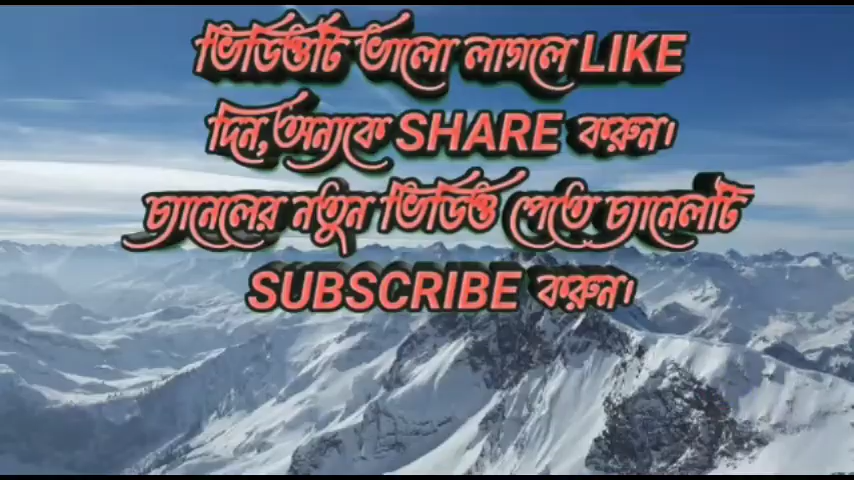 ভিডিওটি ভালো লাগলে LIKE
দিন,অন্যকে SHARE করুন।
চ্যানেলের নতুন ভিডিও পেতে চ্যানেলটি
SUBSCRIBE করুন।